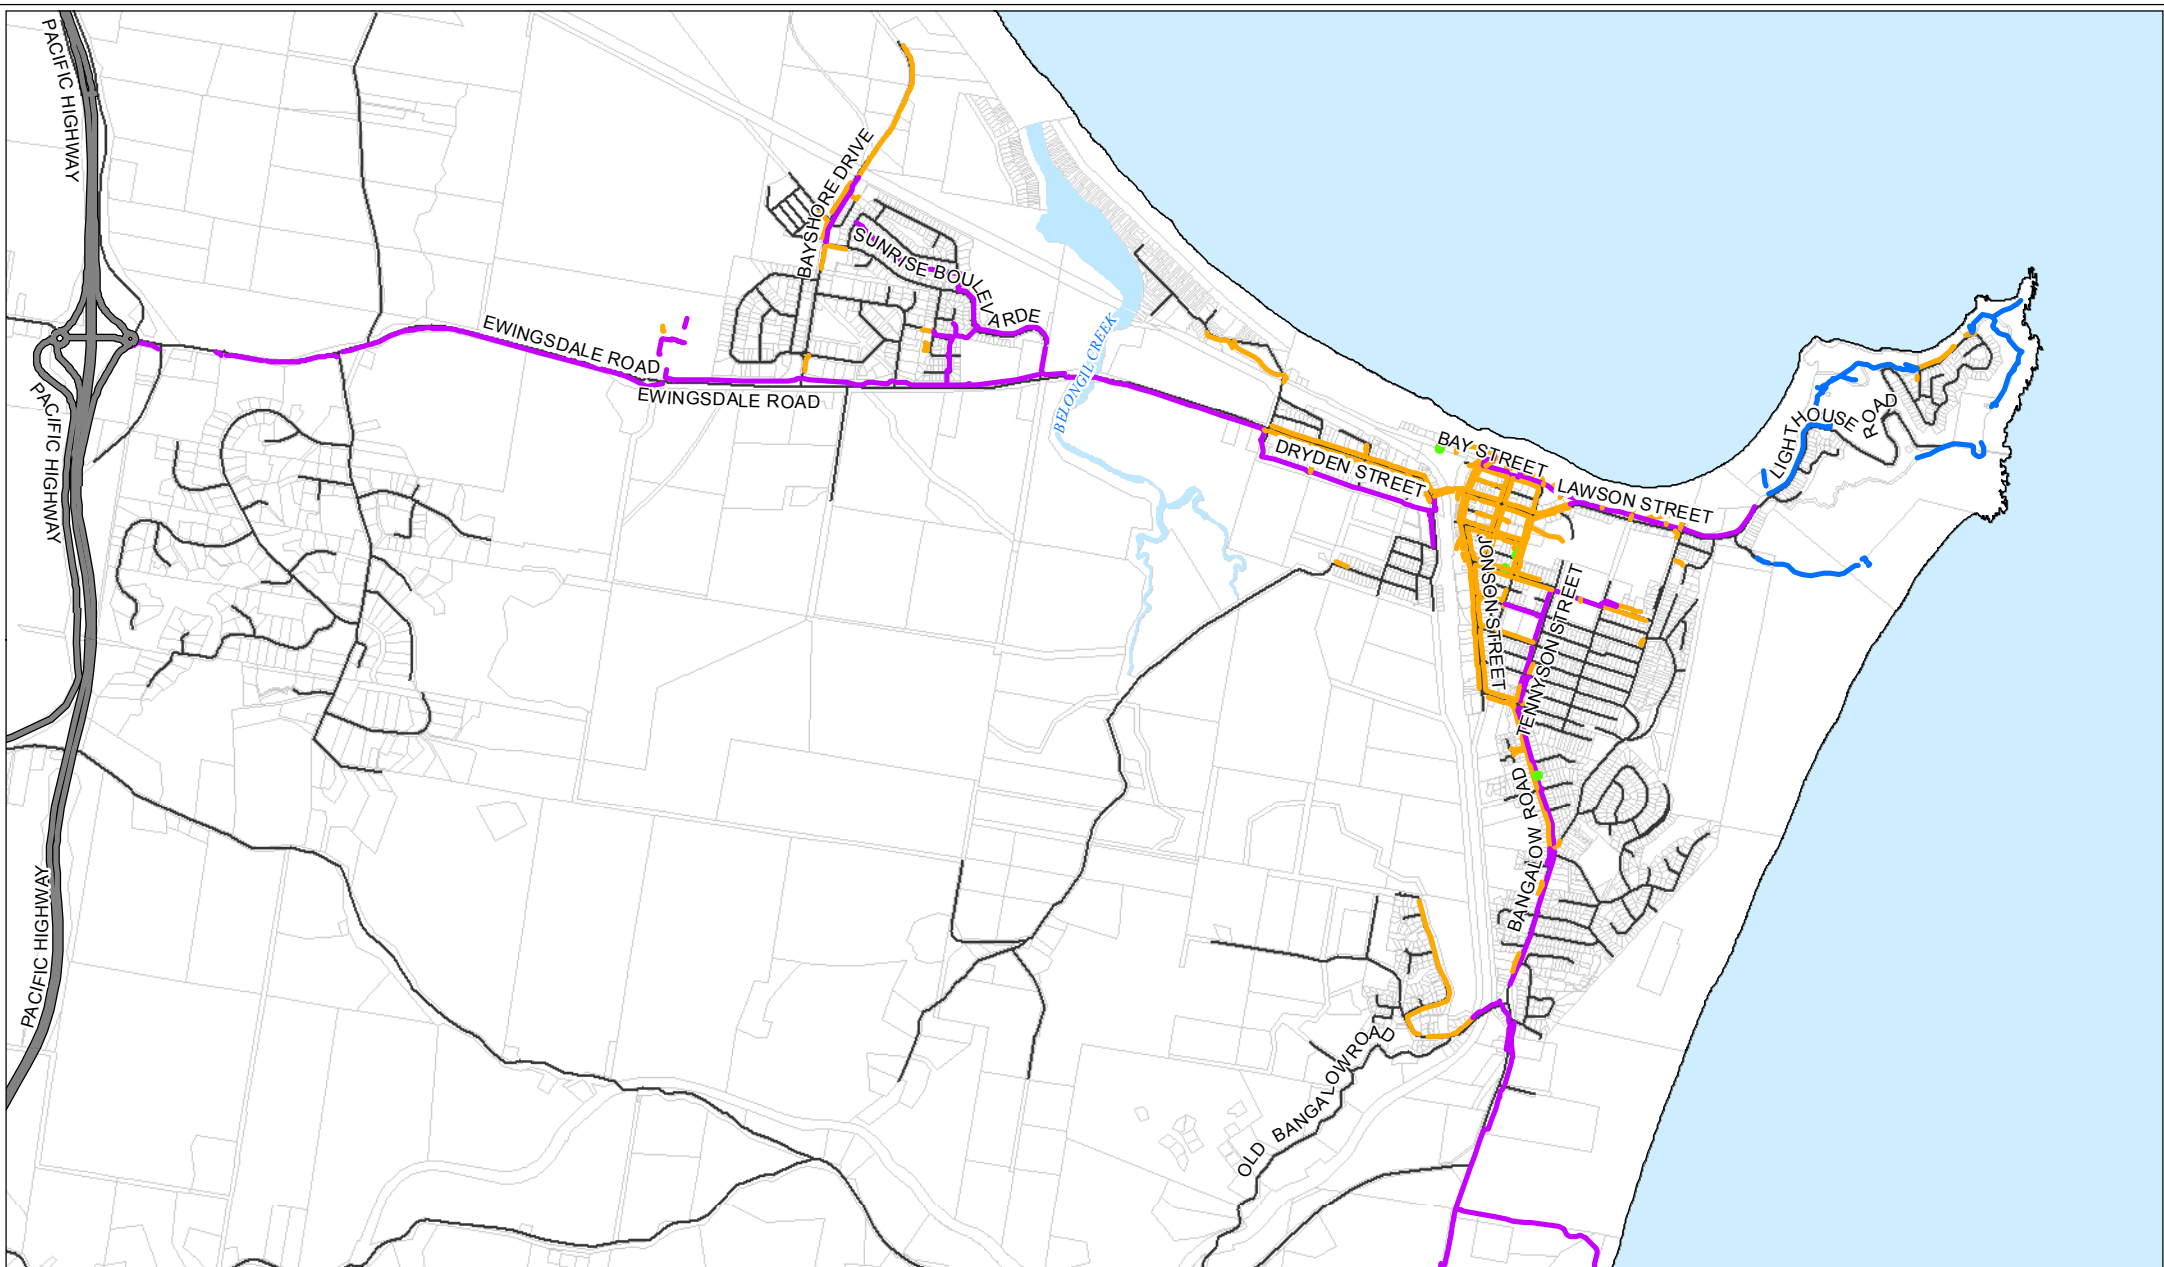 PACIFIC HIGHWAY
BAYSHORE DRIVE
SUNRISE BOULEVARDE
EWINGSDALE ROAD
EWINGSDALE ROAD
BELONGIL CREEK
PACIFIC HIGHWAY
DRYDEN STREET
BAY STREET
LAWSON STREET
LIGHTHOUSE ROAD
JONSON STREET
TENNYSON STREET
BANGALOW ROAD
PACIFIC HIGHWAY
OLD BANGALOW ROAD